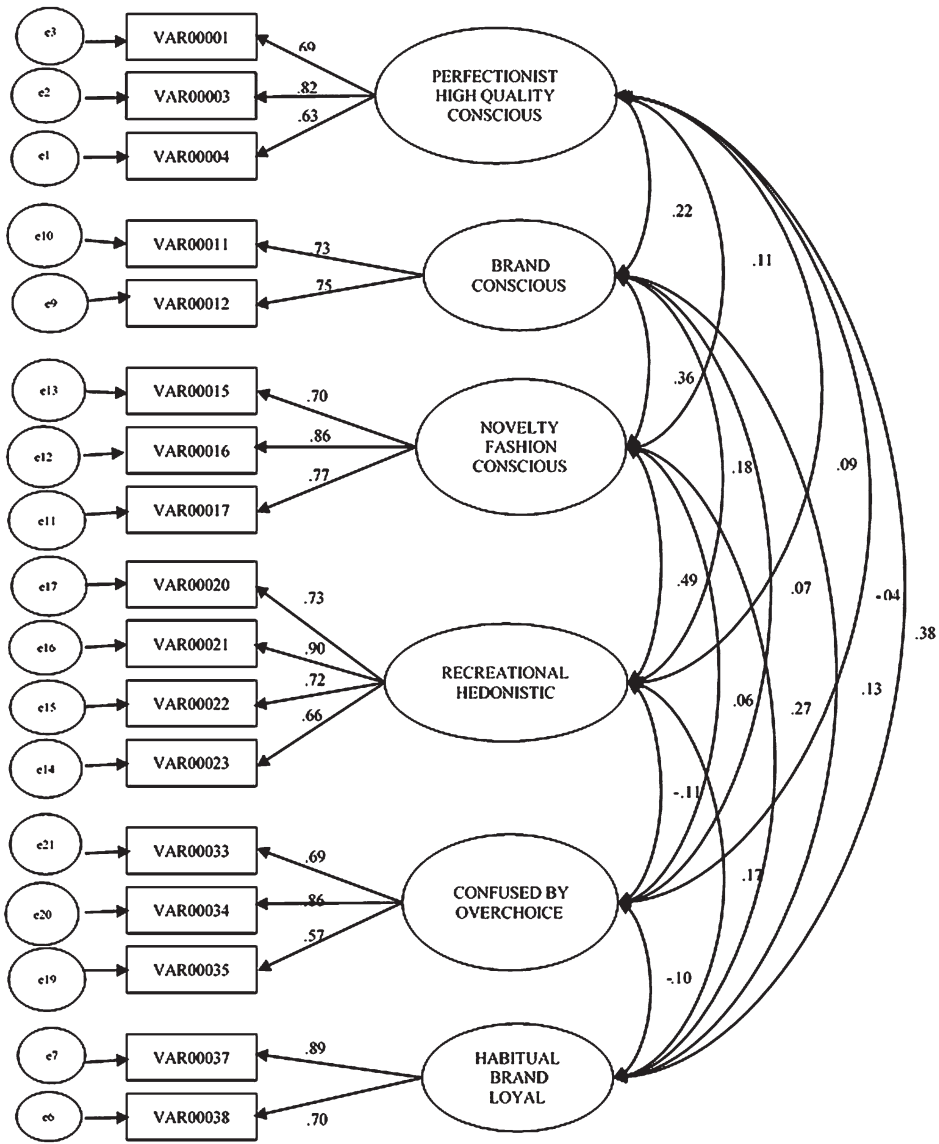 e3
VAR00001
.69
e2
VAR00003
.82
e1
VAR00004
.63
PERFECTIONIST
HIGH QUALITY
CONSCIOUS
e10
VAR00011
.73
e9
VAR00012
.75
BRAND
CONSCIOUS
e13
VAR00015
.70
e12
VAR00016
.86
e11
VAR00017
.77
NOVELTY
FASHION
CONSCIOUS
e17
VAR00020
.73
e16
VAR00021
.90
e15
VAR00022
.72
e14
VAR00023
.66
RECREATIONAL
HEDONISTIC
e21
VAR00033
.69
e20
VAR00034
.86
e19
VAR00035
.57
CONFUSED BY
OVERCHOICE
e7
VAR00037
.89
e6
VAR00038
.70
HABITUAL
BRAND
LOYAL
.22
.11
.36
.18
.09
.49
.07
-.04
.38
.06
.27
.13
-.11
.17
-.10